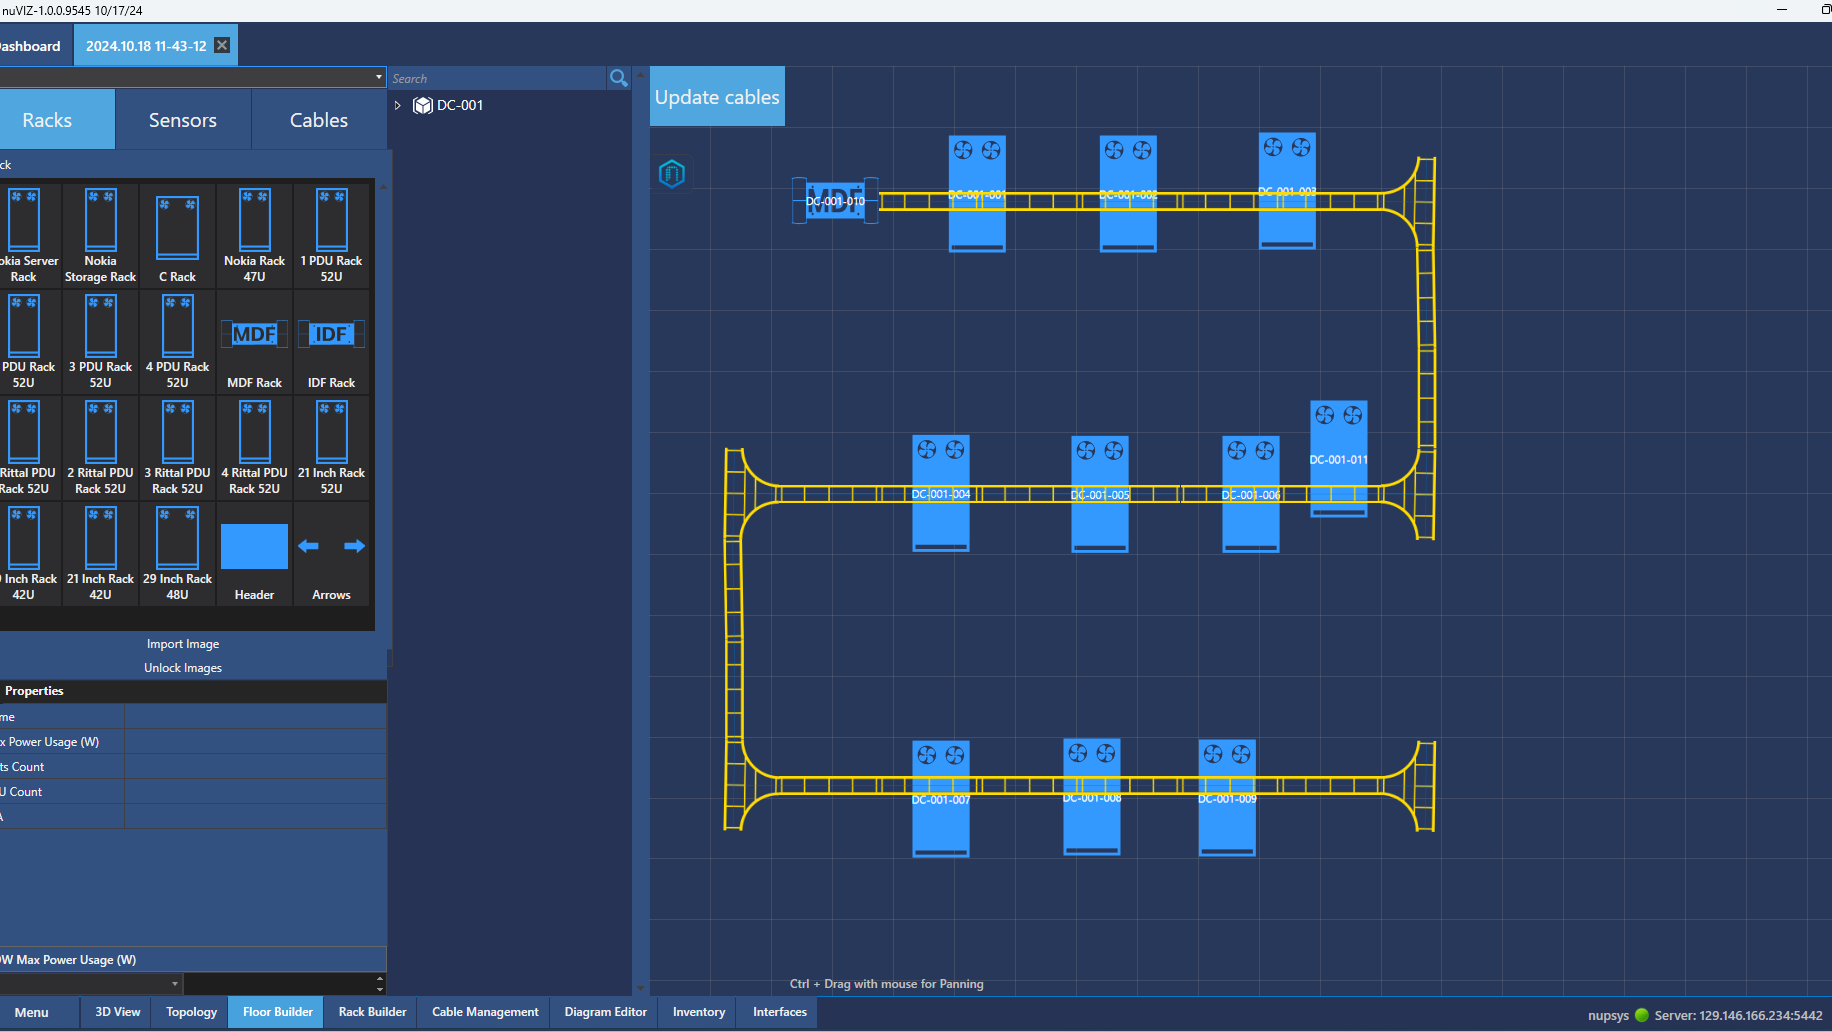 nuVIZ-1.0.0.9545 10/17/24
ashboard
2024.10.18 11-43-12
Search
Racks
Sensors
Cables
DC-001
Update cables
ck
okia Server Rack
Nokia Storage Rack
C Rack
Nokia Rack 47U
1 PDU Rack 52U
PDU Rack 52U
3 PDU Rack 52U
4 PDU Rack 52U
MDF
MDF Rack
IDF
IDF Rack
Rittal PDU Rack 52U
2 Rittal PDU Rack 52U
3 Rittal PDU Rack 52U
4 Rittal PDU Rack 52U
21 Inch Rack 52U
Inch Rack 42U
21 Inch Rack 42U
29 Inch Rack 48U
Header
Arrows
Import Image
Unlock Images
Properties
me
x Power Usage (W)
ts Count
U Count
A
W Max Power Usage (W)
MDF
DC-001-010
DC-001-001
DC-001-002
DC-001-003
DC-001-004
DC-001-005
DC-001-006
DC-001-011
DC-001-007
DC-001-008
DC-001-009
Ctrl + Drag with mouse for Panning
Menu
3D View
Topology
Floor Builder
Rack Builder
Cable Management
Diagram Editor
Inventory
Interfaces
nupsys
Server: 129.146.166.234:5442